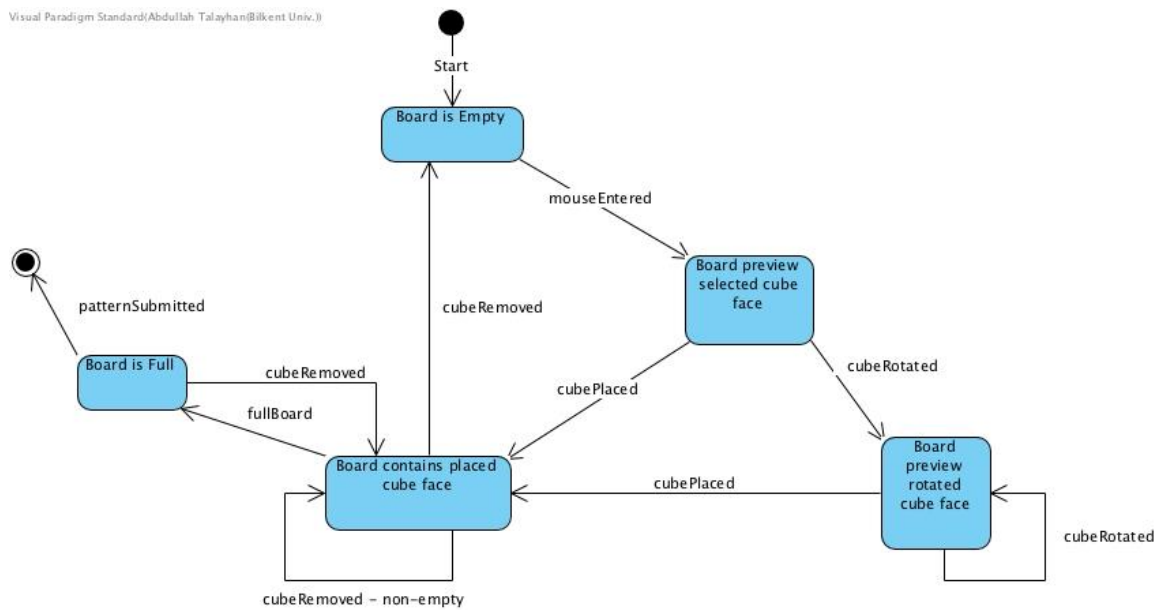 Visual Paradigm Standard(Abdullah Talayhan(Bilkent Univ.))
Start
Board is Empty
mouseEntered
Board preview
selected cube
face
cubeRemoved
patternSubmitted
Board is Full
cubeRemoved
cubeRotated
cubePlaced
fullBoard
Board
preview
rotated
cube face
Board contains placed
cube face
cubePlaced
cubeRotated
cubeRemoved - non-empty